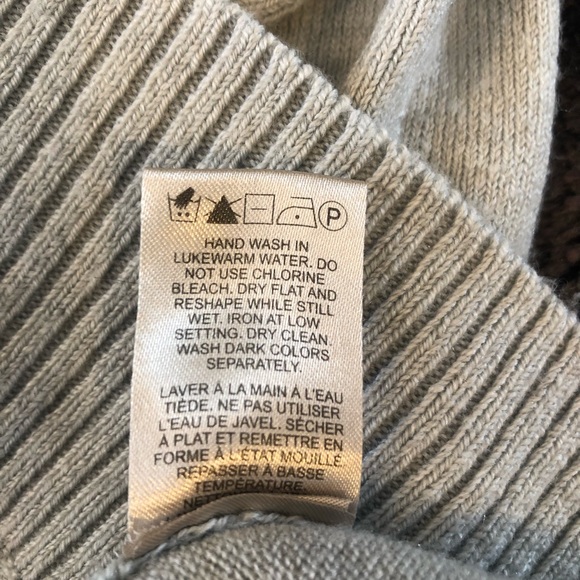 P
HAND WASH IN
LUKEWARM WATER. DO
NOT USE CHLORINE
BLEACH. DRY FLAT AND
RESHAPE WHILE STILL
WET. IRON AT LOW
SETTING. DRY CLEAN.
WASH DARK COLORS
SEPARATELY.
LAVER À LA MAIN À L'EAU
TIÈDE. NE PAS UTILISER
L'EAU DE JAVEL. SÉCHER
À PLAT ET REMETTRE EN
FORME À L'ÉTAT MOUILLÉ.
REPASSER À BASSE
TEMPÉRATURE.